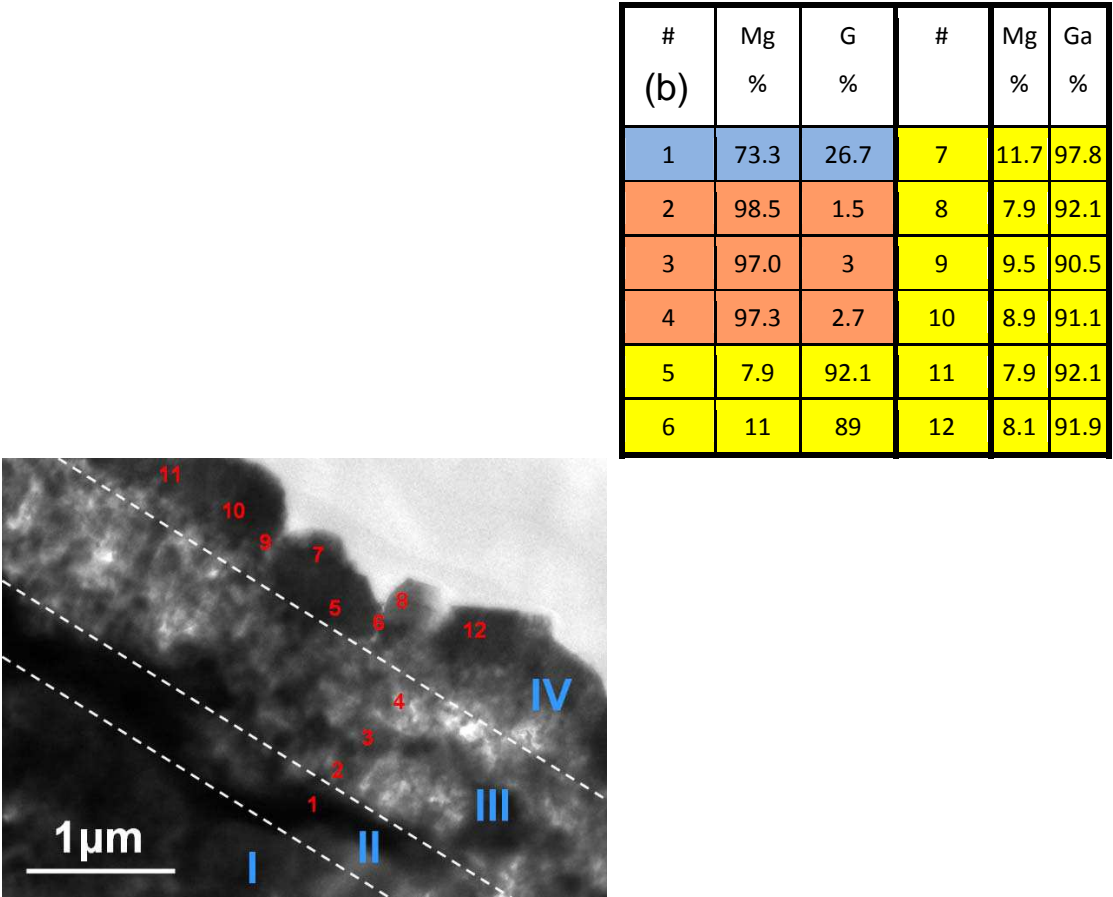 # Mg G # Mg Ga
(b) % % % %
1 73.3 26.7 7 11.7 97.8
2 98.5 1.5 8 7.9 92.1
3 97.0 3 9 9.5 90.5
4 97.3 2.7 10 8.9 91.1
5 7.9 92.1 11 7.9 92.1
6 11 89 12 8.1 91.9
11
10
9 7
8
5
6
12
4
IV
3
2
1
III
1µm
II
I